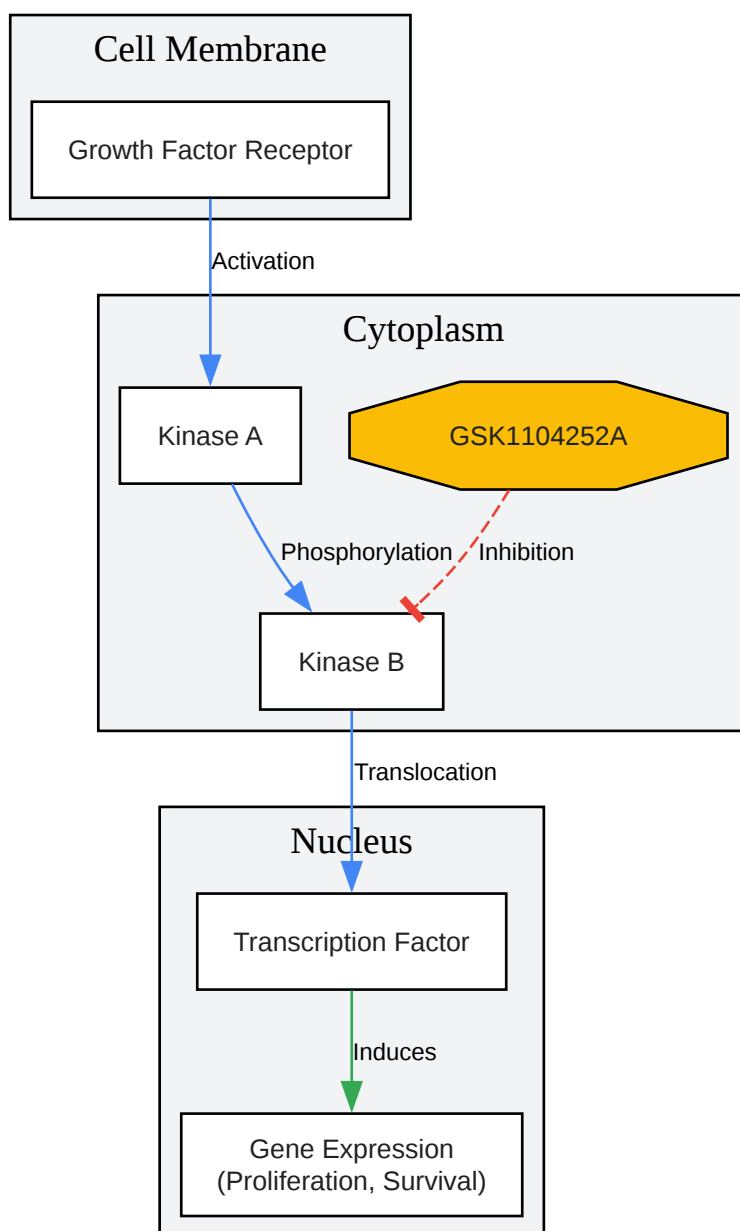 Cell Membrane
Growth Factor Receptor
Activation
Cytoplasm
Kinase A
GSK1104252A
Phosphorylation
Inhibition
Kinase B
Translocation
Nucleus
Transcription Factor
Induces
Gene Expression
(Proliferation, Survival)